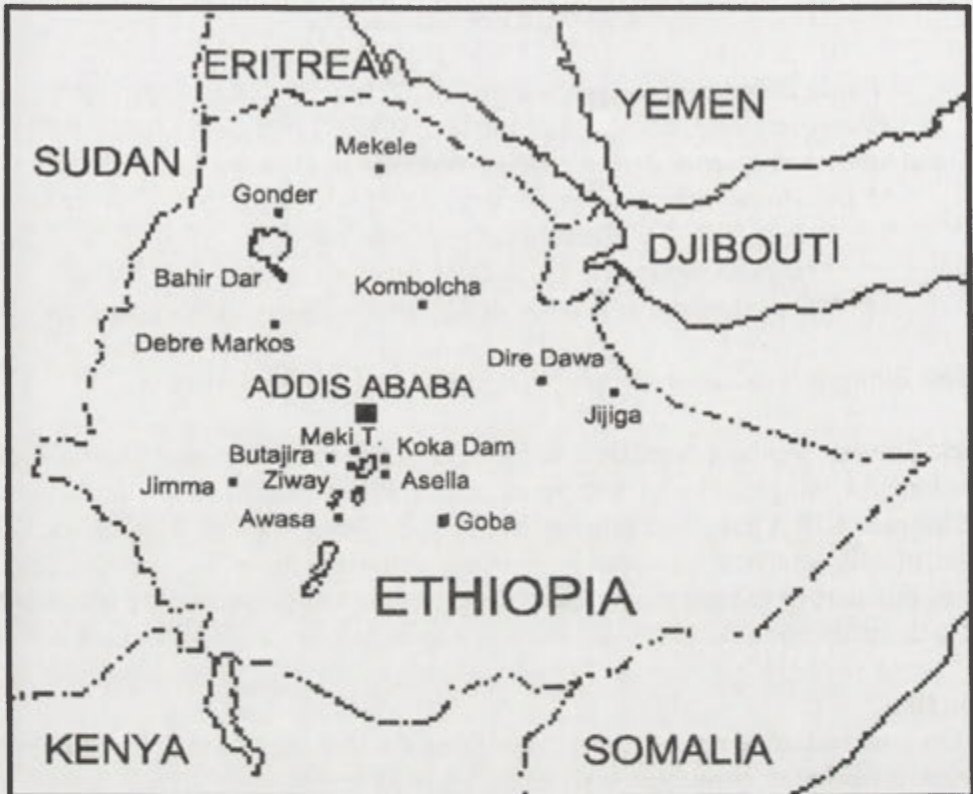 ERITREA
YEMEN
SUDAN
Mekele
Gonder
DJIBOUTI
Bahir Dar
Kombolcha
Debre Markos
Dire Dawa
ADDIS ABABA
Jijiga
Meki T.
Koka Dam
Butajira
Ziway
Asella
Jimma
Awasa
Goba
ETHIOPIA
KENYA
SOMALIA